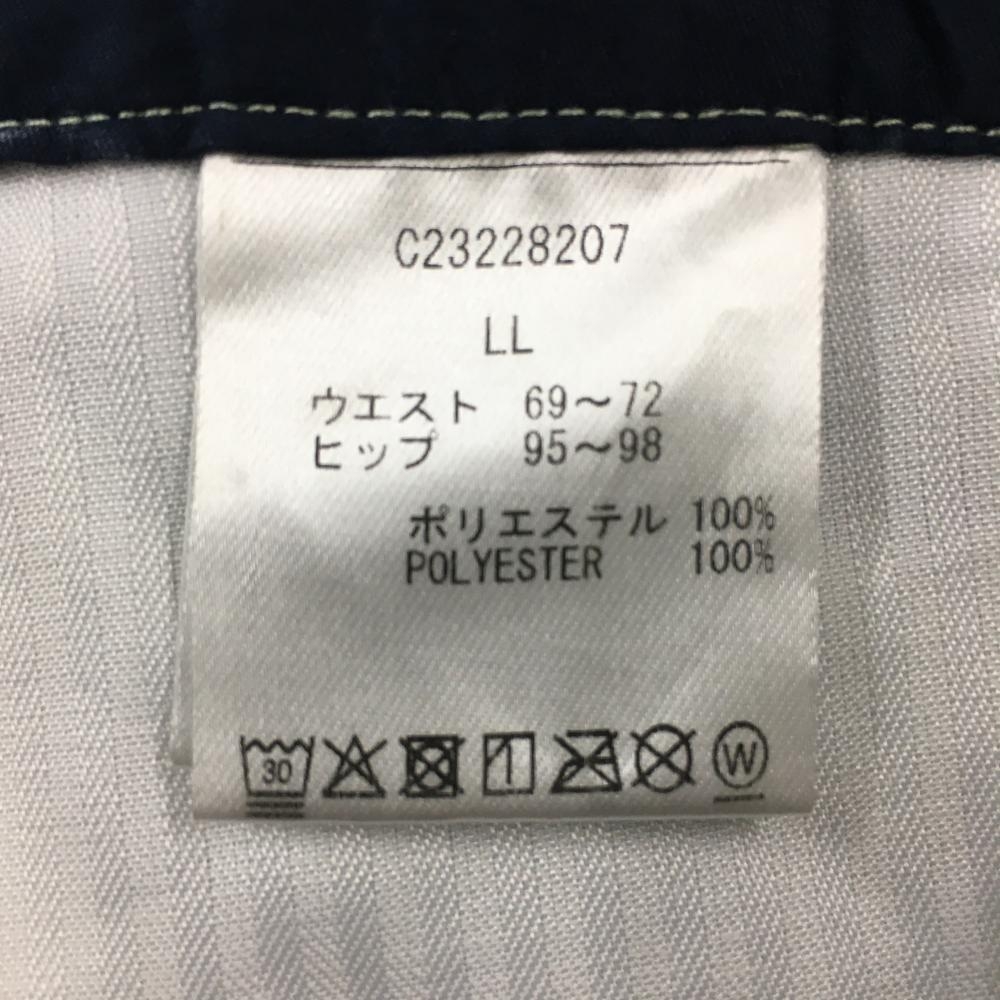 C23228207
LL
ウエスト 69〜72
ヒップ 95〜98
ポリエステル 100%
POLYESTER 100%
30 W